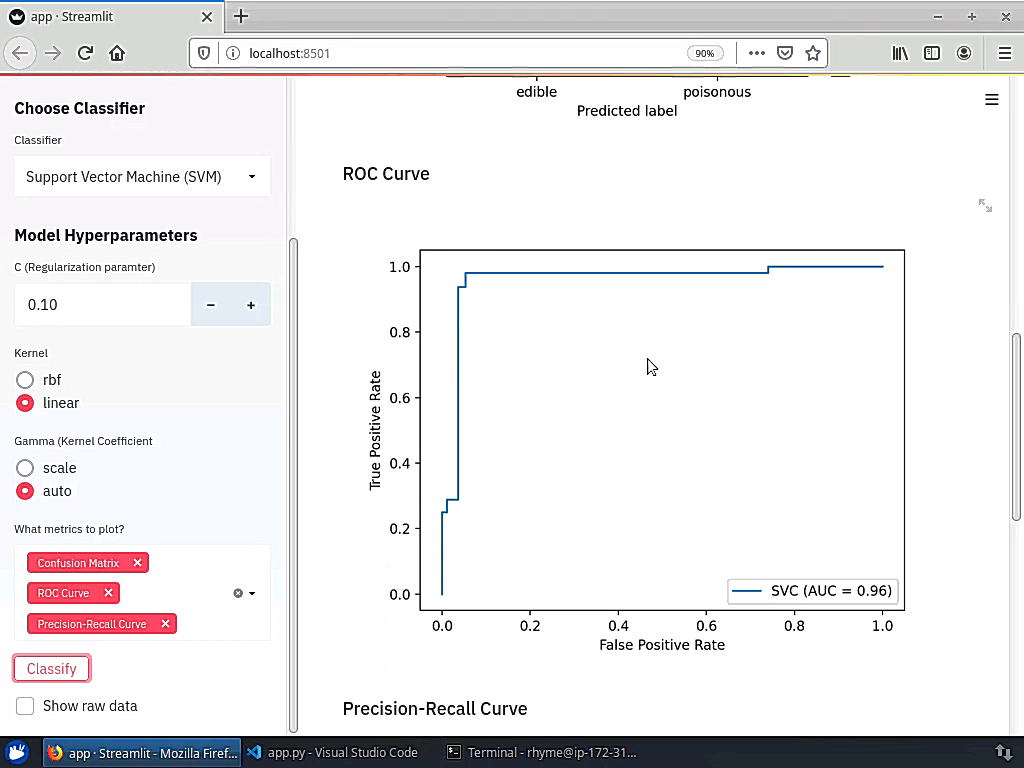 app · Streamlit
localhost:8501
90%
Choose Classifier
Classifier
Support Vector Machine (SVM)
Model Hyperparameters
C (Regularization paramter)
0.10
Kernel
rbf
linear
Gamma (Kernel Coefficient
scale
auto
What metrics to plot?
Confusion Matrix
ROC Curve
Precision-Recall Curve
Classify
Show raw data
edible poisonous
Predicted label
ROC Curve
1.0
0.8
0.6
0.4
0.2
0.0
True Positive Rate
SVC (AUC = 0.96)
0.0 0.2 0.4 0.6 0.8 1.0
False Positive Rate
Precision-Recall Curve
app · Streamlit - Mozilla Firef...
app.py - Visual Studio Code
Terminal - rhyme@ip-172-31...